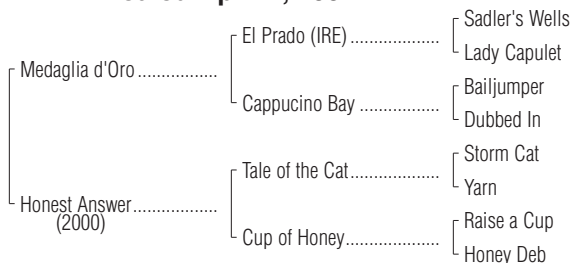 Sadler's Wells
El Prado (IRE) ...................
Lady Capulet
Medaglia d'Oro .................
Bailjumper
Cappucino Bay .................
Dubbed In
Storm Cat
Tale of the Cat...................
Yarn
Honest Answer..................
(2000)
Raise a Cup
Cup of Honey....................
Honey Deb